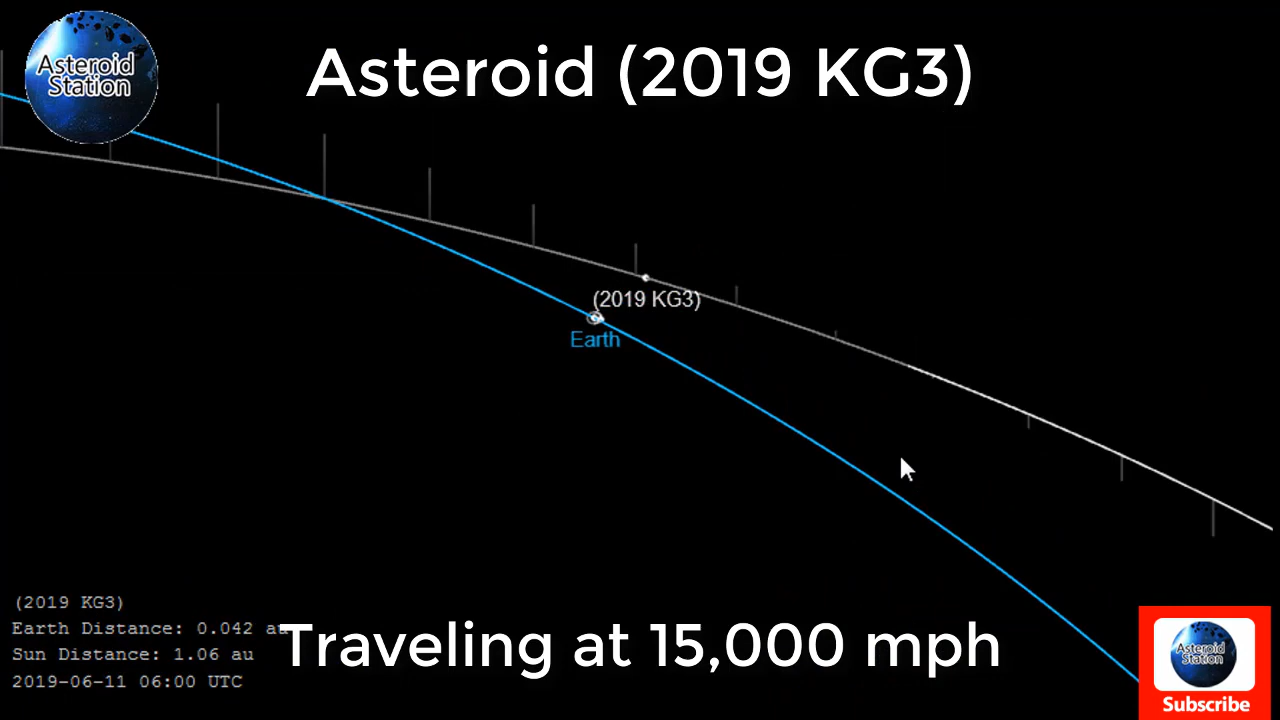 Asteroid
Station
Asteroid (2019 KG3)
(2019 KG3)
Earth
(2019 KG3)
Earth Distance: 0.042 au
Sun Distance: 1.06 au
2019-06-11 06:00 UTC
Traveling at 15,000 mph
Asteroid
Station
Subscribe